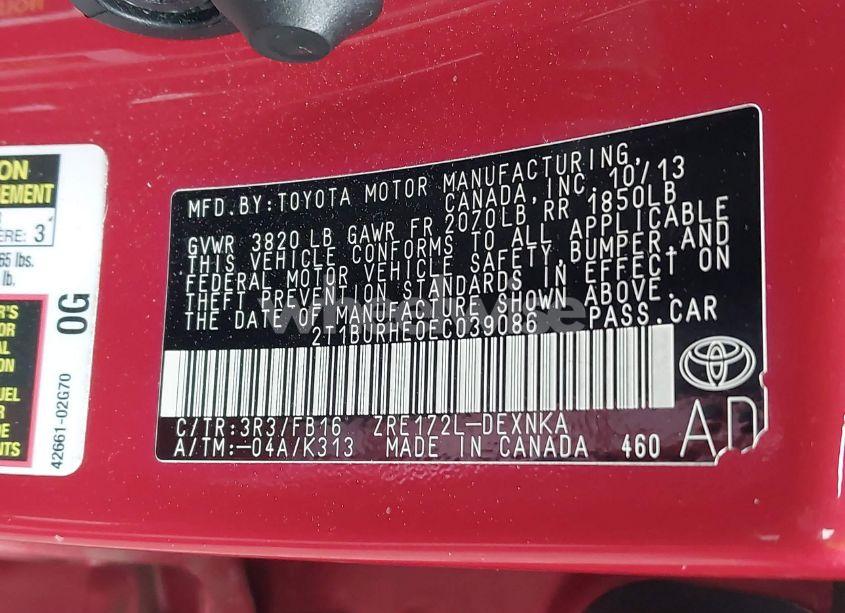 MFD.BY:TOYOTA MOTOR MANUFACTURING,
CANADA, INC. 10/13
GVWR 3820 LB GAWR FR 2070LB RR 1850LB
THIS VEHICLE CONFORMS TO ALL APPLICABLE
FEDERAL MOTOR VEHICLE SAFETY,BUMPER,AND
THEFT PREVENTION STANDARDS IN EFFECT ON
THE DATE OF MANUFACTURE SHOWN ABOVE.
2T1BURHE0EC039086 PASS.CAR
C/TR:3R3/FB16 ZRE172L-DEXNKA
A/TM:-04A/K313 MADE IN CANADA 460
AD
0G
42661-02G70
3
lb.